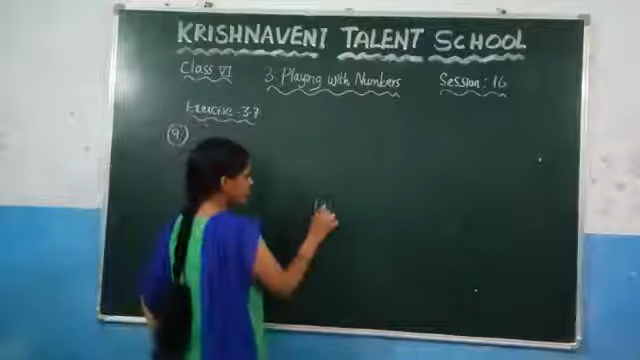 KRISHNAVENI TALENT SCHOOL
Class VI 3. Playing with Numbers Session: 16
Exercise - 3.7
9)